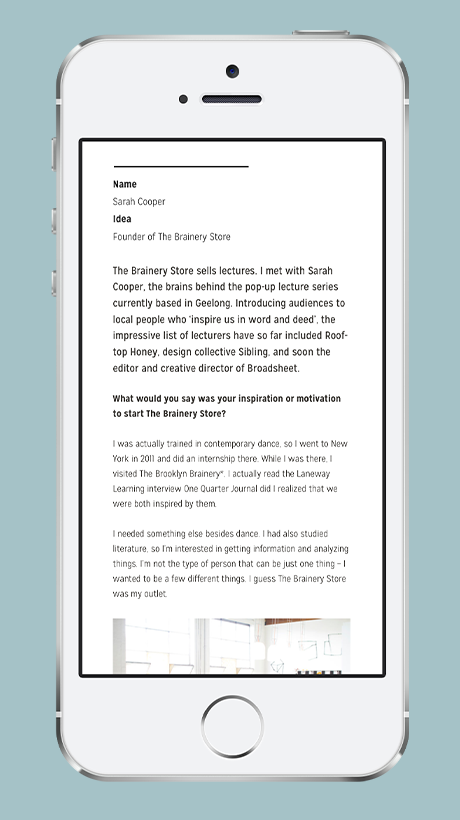 Name
Sarah Cooper
Idea
Founder of The Brainery Store
The Brainery Store sells lectures. I met with Sarah
Cooper, the brains behind the pop-up lecture series
currently based in Geelong. Introducing audiences to
local people who ‘inspire us in word and deed’, the
impressive list of lecturers have so far included Roof-
top Honey, design collective Sibling, and soon the
editor and creative director of Broadsheet.
What would you say was your inspiration or motivation
to start The Brainery Store?
I was actually trained in contemporary dance, so I went to New
York in 2011 and did an internship there. While I was there, I
visited The Brooklyn Brainery*. I actually read the Laneway
Learning interview One Quarter Journal did I realized that we
were both inspired by them.
I needed something else besides dance. I had also studied
literature, so I’m interested in getting information and analyzing
things. I’m not the type of person that can be just one thing – I
wanted to be a few different things. I guess The Brainery Store
was my outlet.